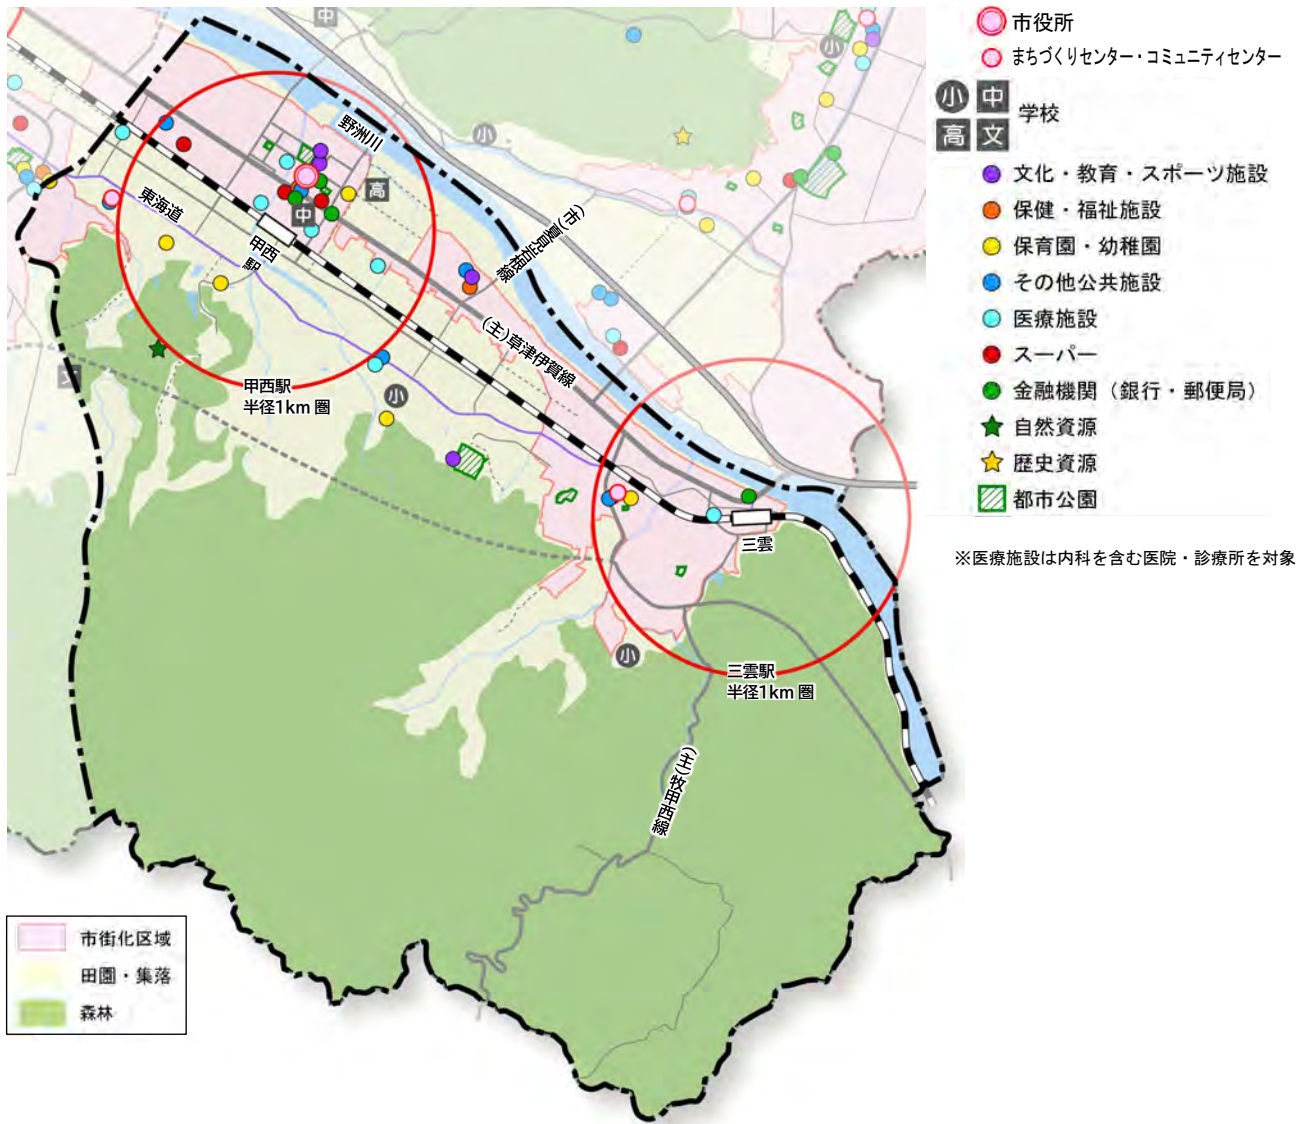 市役所
まちづくりセンター・コミュニティセンター
小 中
高 文
学校
文化・教育・スポーツ施設
保健・福祉施設
保育園・幼稚園
その他公共施設
医療施設
スーパー
金融機関（銀行・郵便局）
自然資源
歴史資源
都市公園
※医療施設は内科を含む医院・診療所を対象
中
小
小
野洲川
高
東海道
中
甲西駅
(市)夏見岩根線
(主)草津伊賀線
文
甲西駅
半径1km 圏
小
三雲
小
三雲駅
半径1km 圏
(主)牧甲西線
市街化区域
田園・集落
森林